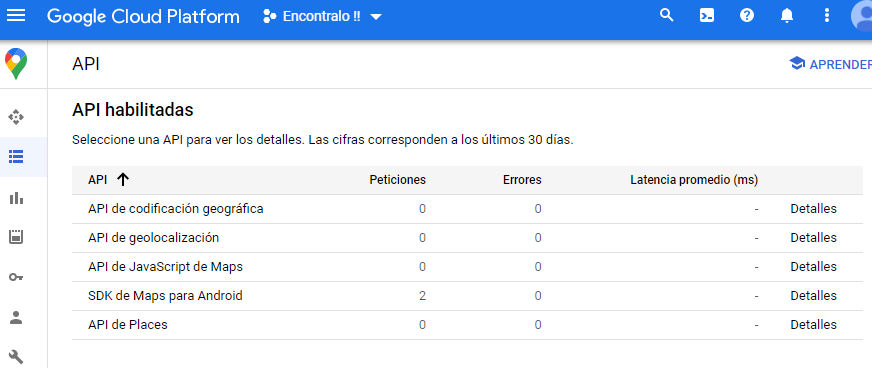 Google Cloud Platform Encontralo !!
API APRENDER
API habilitadas
Seleccione una API para ver los detalles. Las cifras corresponden a los últimos 30 días.
API Peticiones Errores Latencia promedio (ms)
API de codificación geográfica 0 0 - Detalles
API de geolocalización 0 0 - Detalles
API de JavaScript de Maps 0 0 - Detalles
SDK de Maps para Android 2 0 - Detalles
API de Places 0 0 - Detalles